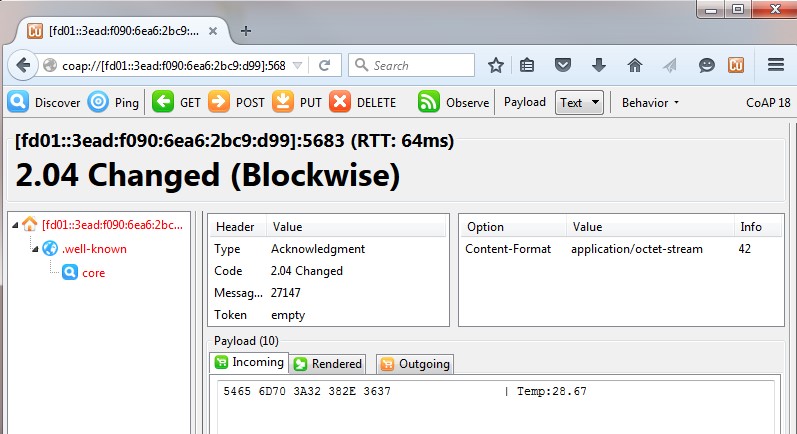 [fd01::3ead:f090:6ea6:2bc9:...
coap://[fd01::3ead:f090:6ea6:2bc9:d99]:568
Search
Discover Ping GET POST PUT DELETE Observe Payload Text Behavior CoAP 18
[fd01::3ead:f090:6ea6:2bc9:d99]:5683 (RTT: 64ms)
2.04 Changed (Blockwise)
[fd01::3ead:f090:6ea6:2bc...
.well-known
core
Header Value
Type Acknowledgment
Code 2.04 Changed
Messag... 27147
Token empty
Option Value Info
Content-Format application/octet-stream 42
Payload (10)
Incoming Rendered Outgoing
5465 6D70 3A32 382E 3637 | Temp:28.67